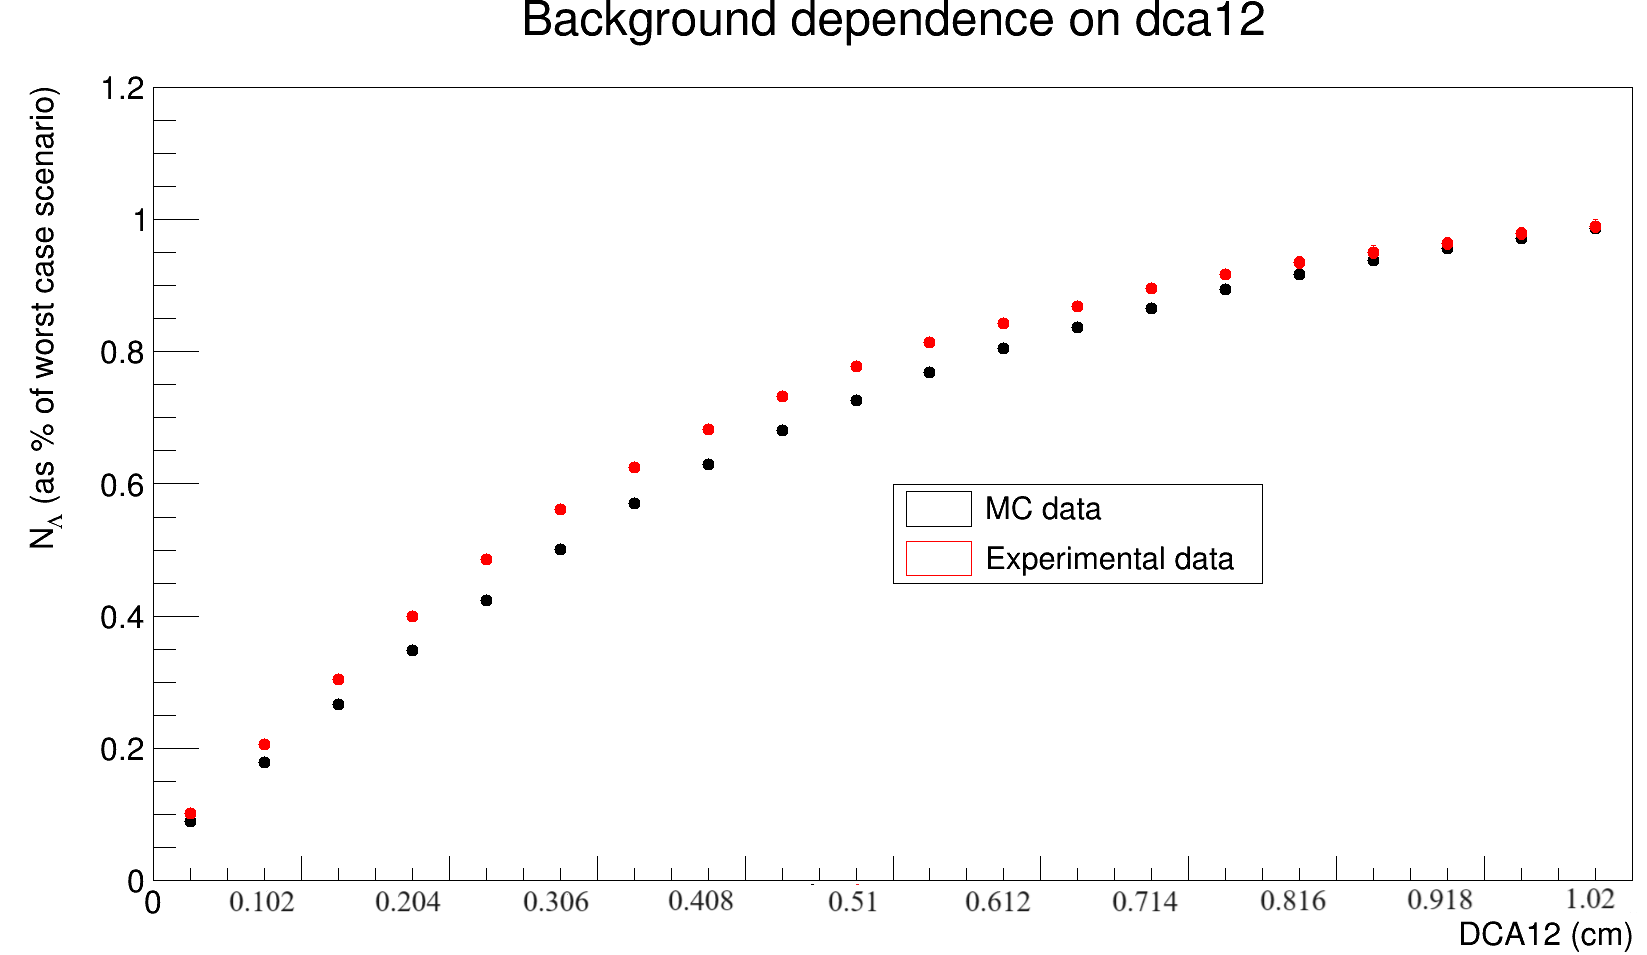 Background dependence on dca12
N_Λ (as % of worst case scenario)
1.2
1
0.8
0.6
0.4
0.2
0
MC data
Experimental data
0 0.102 0.204 0.306 0.408 0.51 0.612 0.714 0.816 0.918 1.02
DCA12 (cm)